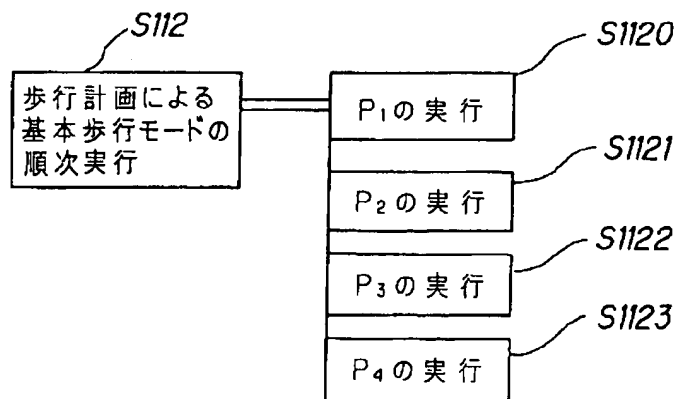 S112
歩行計画による
基本歩行モードの
順次実行
S1120
P₁の実行
S1121
P₂の実行
S1122
P₃の実行
S1123
P₄の実行